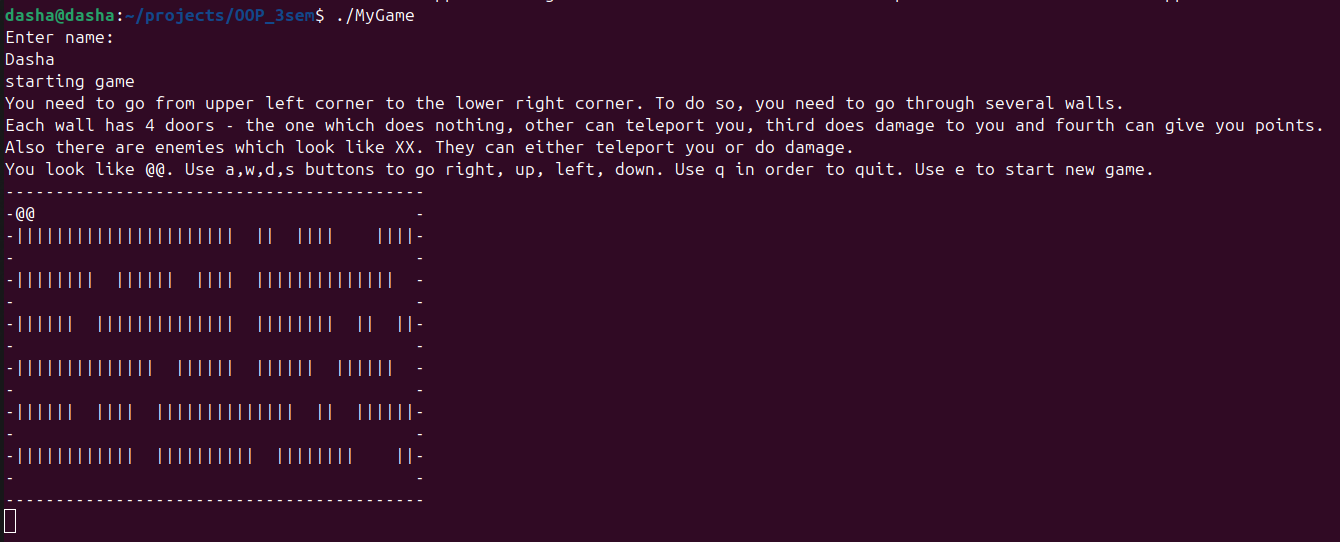 dasha@dasha:~/projects/OOP_3sem$ ./MyGame
Enter name:
Dasha
starting game
You need to go from upper left corner to the lower right corner. To do so, you need to go through several walls.
Each wall has 4 doors - the one which does nothing, other can teleport you, third does damage to you and fourth can give you points.
Also there are enemies which look like XX. They can either teleport you or do damage.
You look like @@. Use a,w,d,s buttons to go right, up, left, down. Use q in order to quit. Use e to start new game.
------------------------------------------
-@@                                      -
-||||||||||||||||||||||  ||  ||||    ||||-
-                                        -
-||||||||  ||||||  ||||  ||||||||||||||  -
-                                        -
-||||||  ||||||||||||||  ||||||||  ||  ||-
-                                        -
-||||||||||||||  ||||||  ||||||  ||||||  -
-                                        -
-||||||  ||||  ||||||||||||||  ||  ||||||-
-                                        -
-||||||||||||  ||||||||||  ||||||||    ||-
-                                        -
------------------------------------------